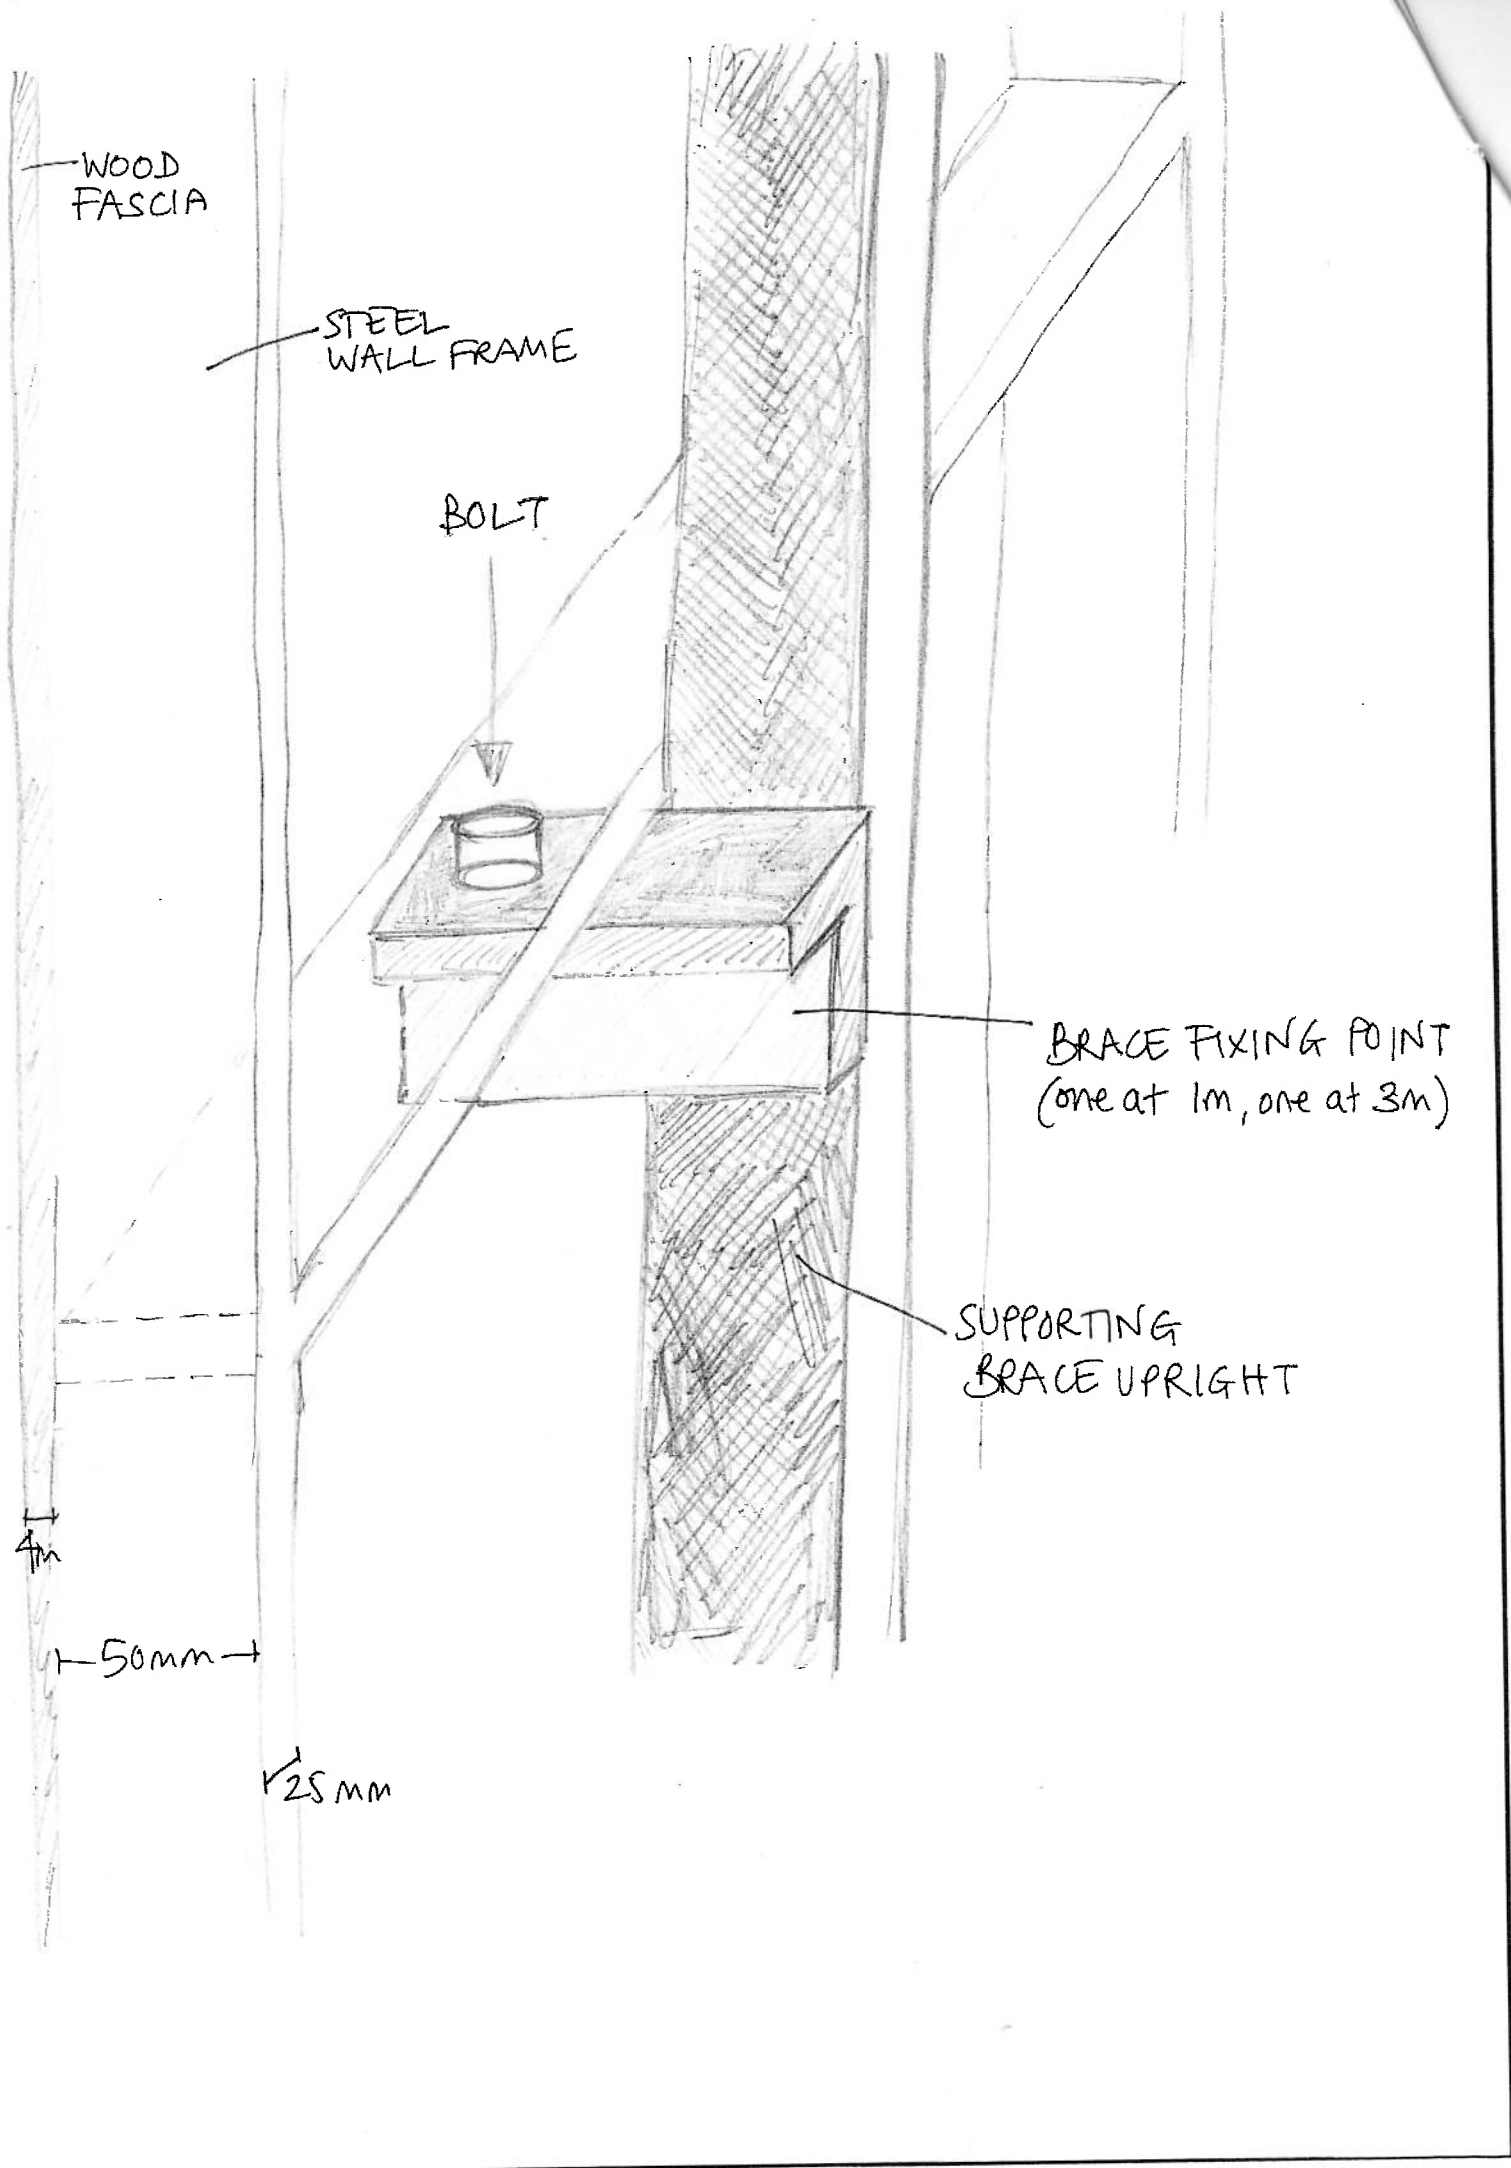 WOOD
FASCIA
STEEL
WALL FRAME
BOLT
BRACE FIXING POINT
(one at 1m, one at 3m)
SUPPORTING
BRACE UPRIGHT
4m
50mm
25mm